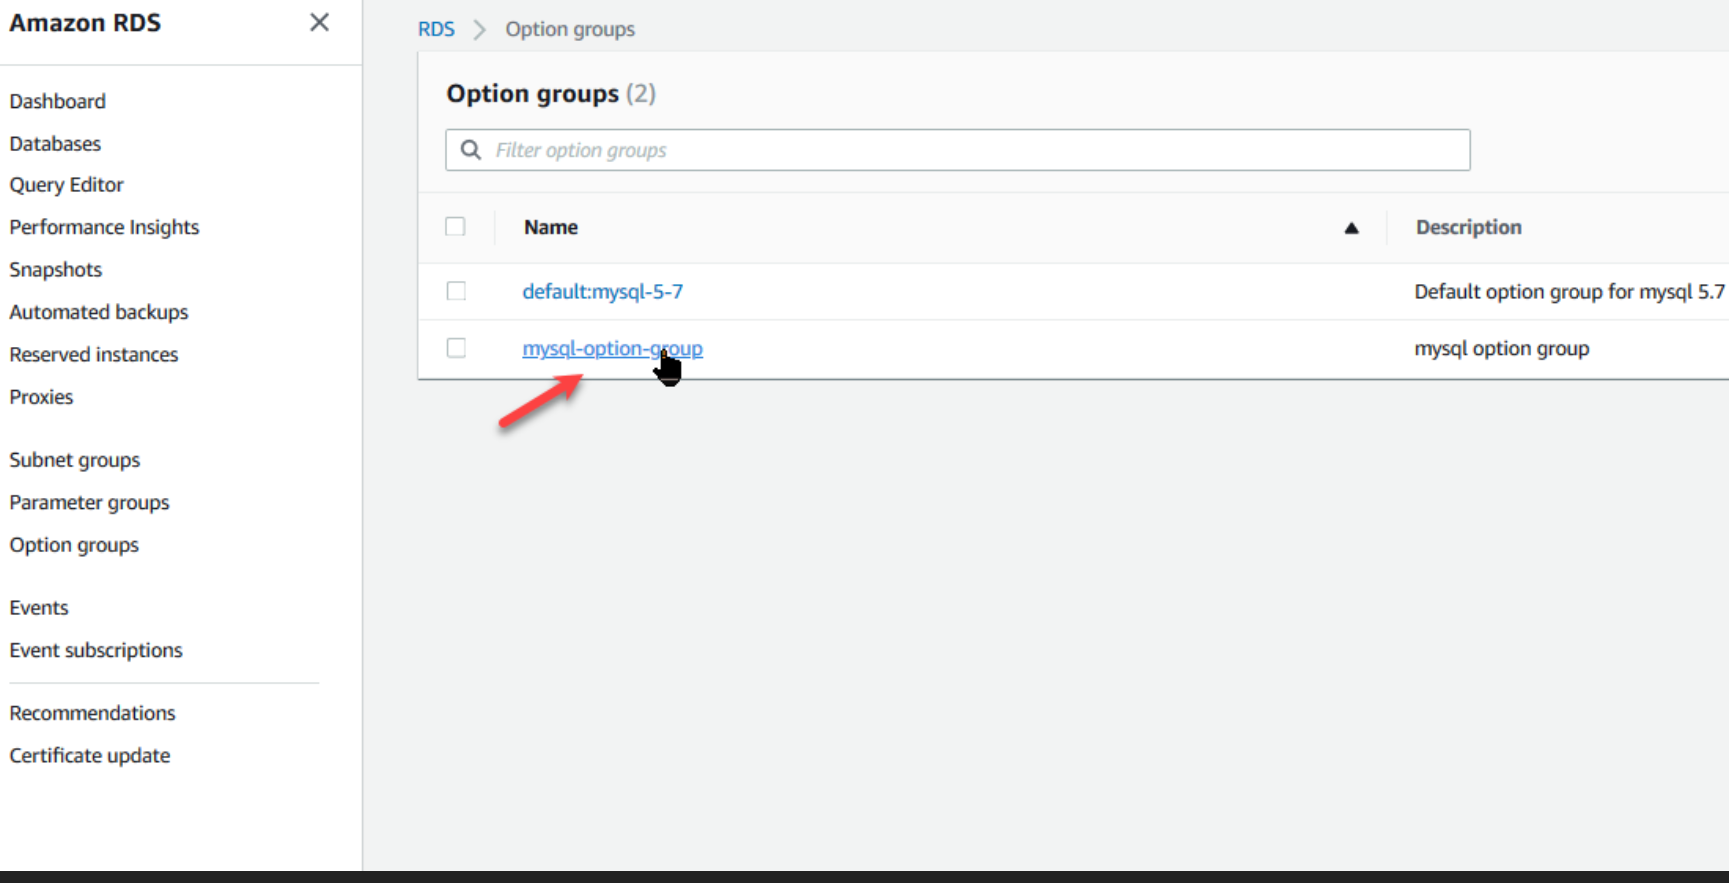 Amazon RDS
Dashboard
Databases
Query Editor
Performance Insights
Snapshots
Automated backups
Reserved instances
Proxies
Subnet groups
Parameter groups
Option groups
Events
Event subscriptions
Recommendations
Certificate update
RDS > Option groups
Option groups (2)
Filter option groups
Name Description
default:mysql-5-7 Default option group for mysql 5.7
mysql-option-group mysql option group